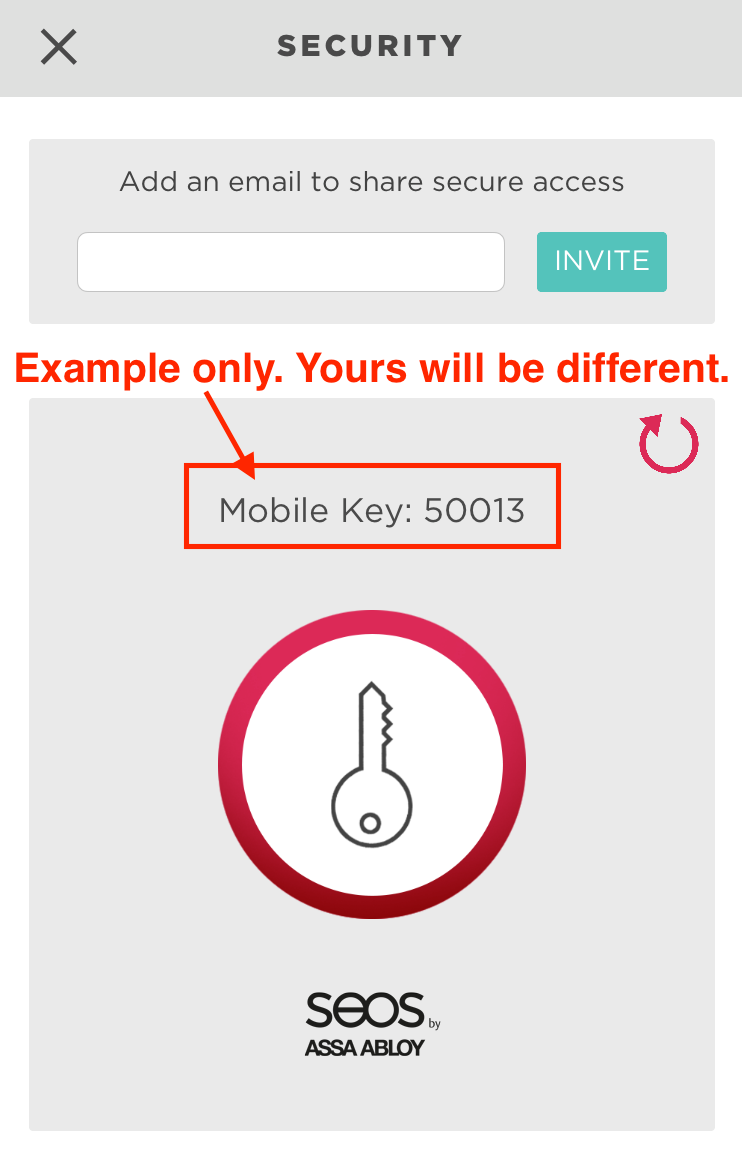 SECURITY
Add an email to share secure access
INVITE
Example only. Yours will be different.
Mobile Key: 50013
seos by
ASSA ABLOY